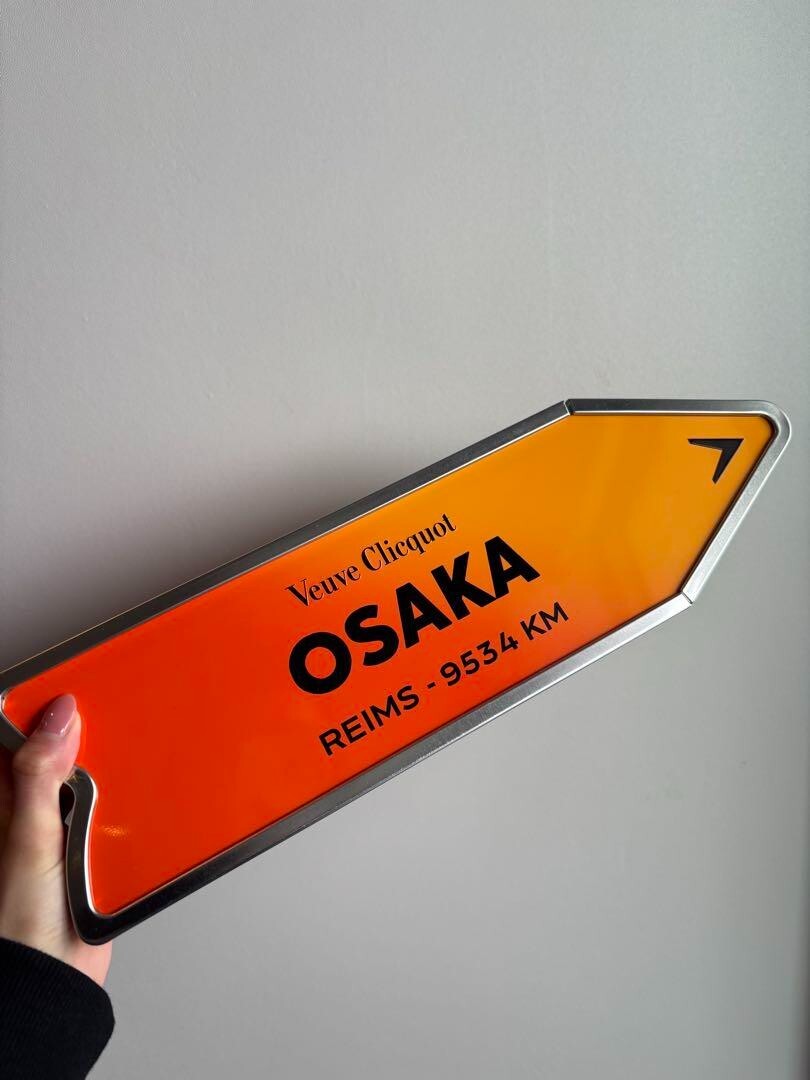 Veuve Clicquot
OSAKA
REIMS - 9534 KM